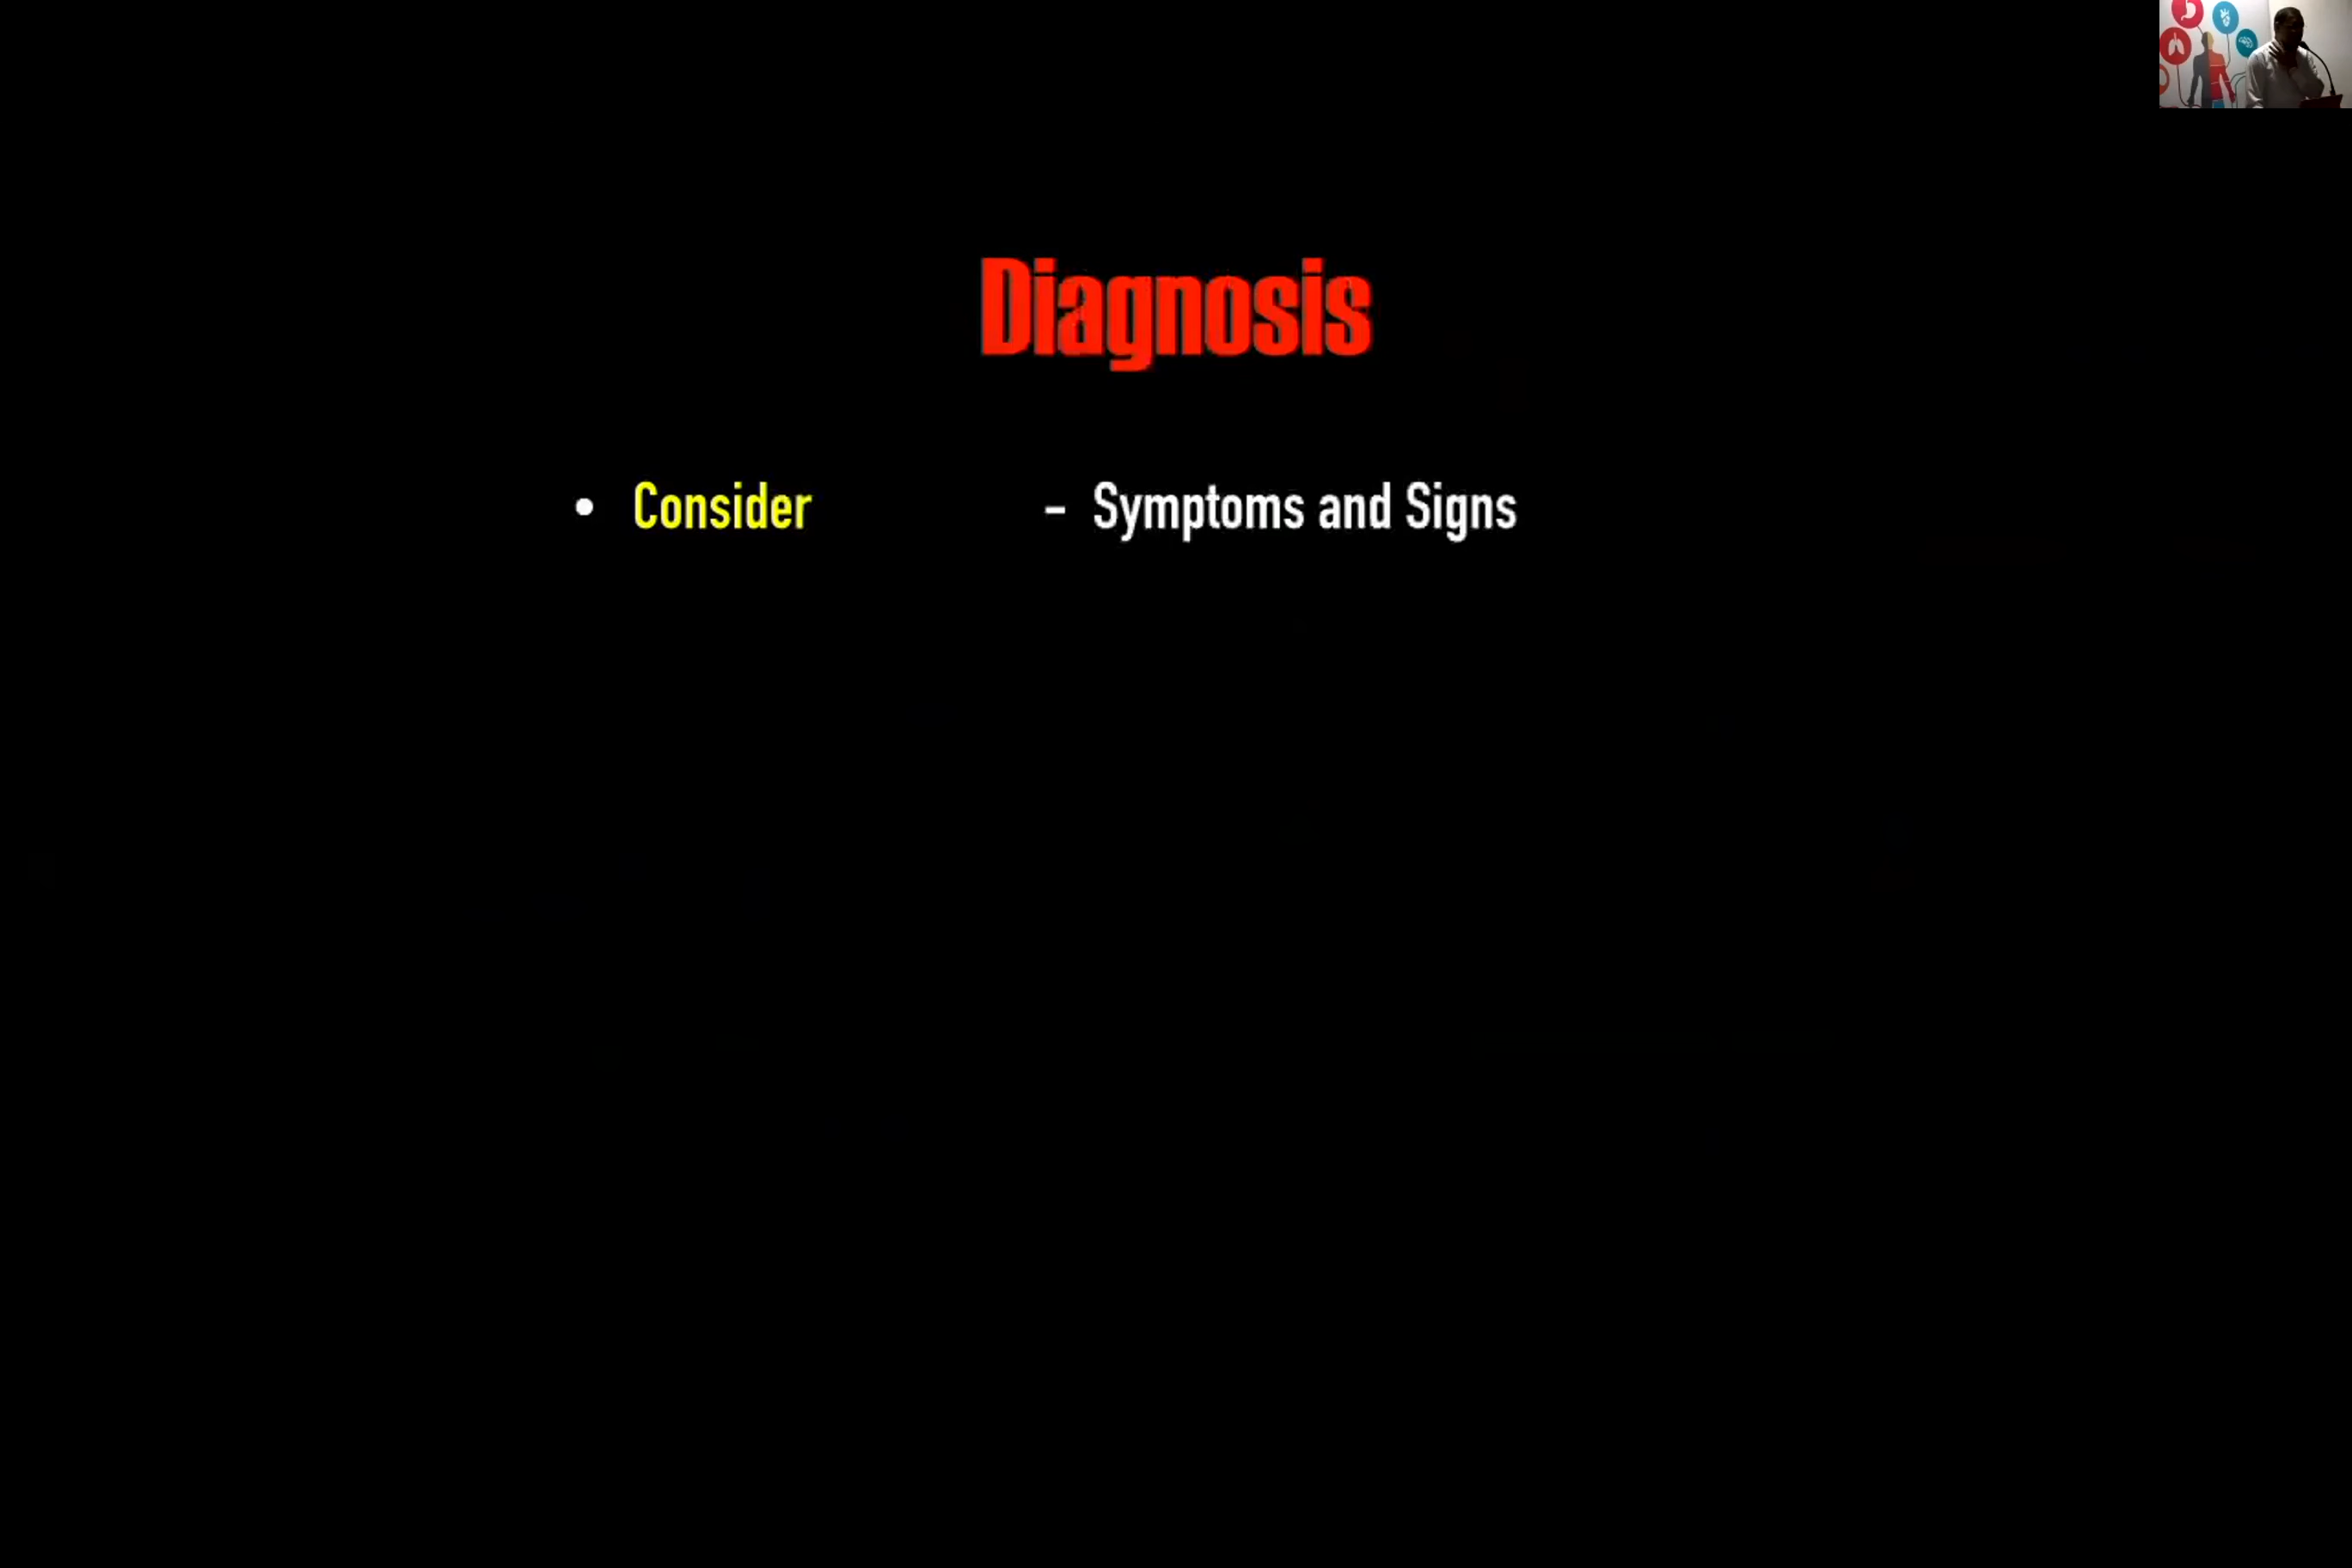 Diagnosis
• Consider – Symptoms and Signs